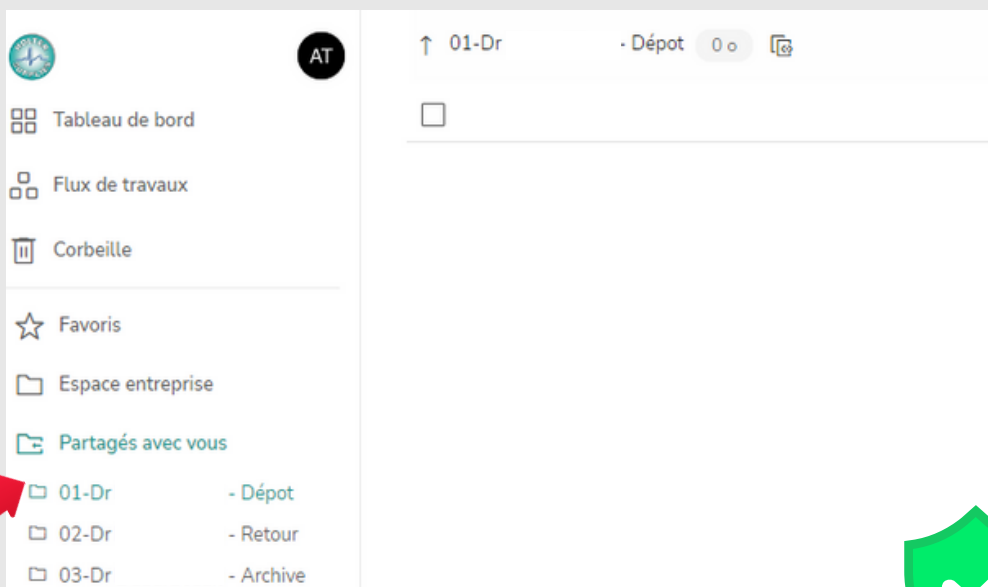 AT
↑ 01-Dr - Dépot 0 o
Tableau de bord
Flux de travaux
Corbeille
Favoris
Espace entreprise
Partagés avec vous
01-Dr - Dépot
02-Dr - Retour
03-Dr - Archive